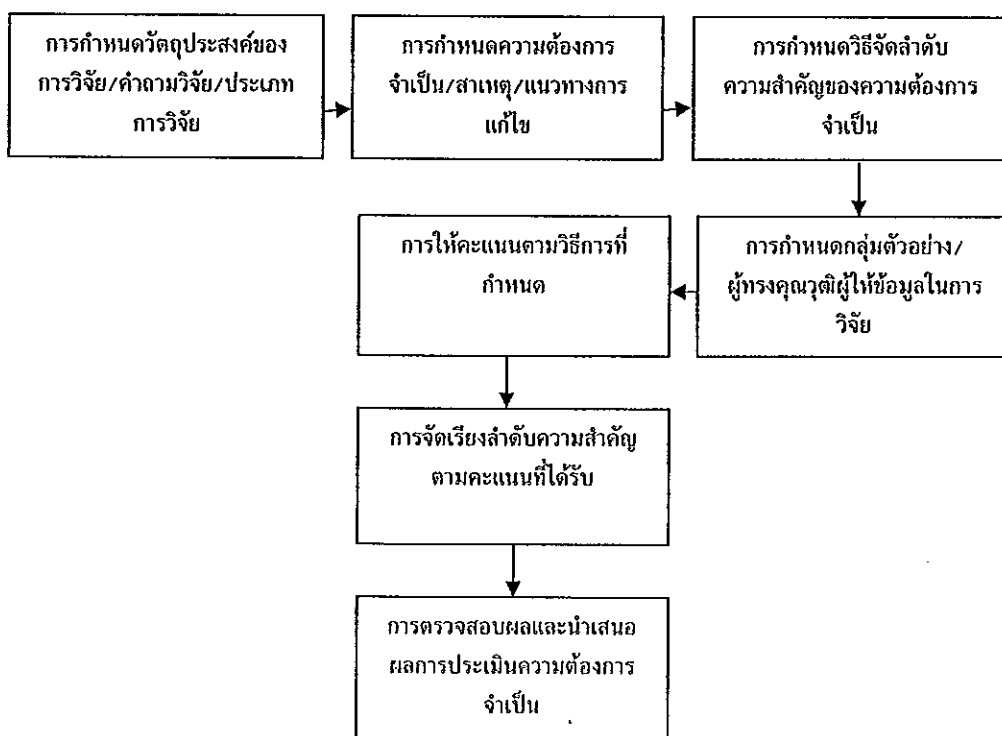 การกำหนดวัตถุประสงค์ของ
การวิจัย/คำถามวิจัย/ประเภท
การวิจัย
การกำหนดความต้องการ
จำเป็น/สาเหตุ/แนวทางการ
แก้ไข
การกำหนดวิธีจัดลำดับ
ความสำคัญของความต้องการ
จำเป็น
การกำหนดกลุ่มตัวอย่าง/
ผู้ทรงคุณวุฒิผู้ให้ข้อมูลในการ
วิจัย
การให้คะแนนตามวิธีการที่
กำหนด
การจัดเรียงลำดับความสำคัญ
ตามคะแนนที่ได้รับ
การตรวจสอบผลและนำเสนอ
ผลการประเมินความต้องการ
จำเป็น